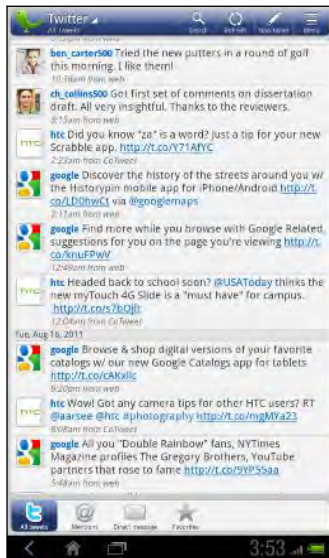 Twitter
All Tweets
Search
Refresh
New tweet
Menu
ben_carter500 Tried the new putters in a round of golf
this morning. I like them!
10:36am from web
ch_collins500 Got first set of comments on dissertation
draft. All very insightful. Thanks to the reviewers.
8:15am from web
htc Did you know "za" is a word? Just a tip for your new
Scrabble app. http://t.co/Y71AfYC
2:23am from CoTweet
google Discover the history of the streets around you w/
the Historypin mobile app for iPhone/Android http://t.
co/LD0hwCt via @googlemaps
2:11am from web
google Find more while you browse with Google Related,
suggestions for you on the page you're viewing http://t.
co/knuFPwV
12:49am from web
htc Headed back to school soon? @USAToday thinks the
new myTouch 4G Slide is a "must have" for campus.
http://t.co/s7bOjlt
12:04am from CoTweet
Tue, Aug 16, 2011
google Browse & shop digital versions of your favorite
catalogs w/ our new Google Catalogs app for tablets
http://t.co/cAKxllc
9:20pm from web
htc Wow! Got any camera tips for other HTC users? RT
@aarsee @htc #photography http://t.co/mgMYa23
8:08am from CoTweet
google All you "Double Rainbow" fans, NYTimes
Magazine profiles The Gregory Brothers, YouTube
partners that rose to fame http://t.co/9YP55aa
5:48am from web
All tweets
Mentions
Direct message
Favorites
3:53